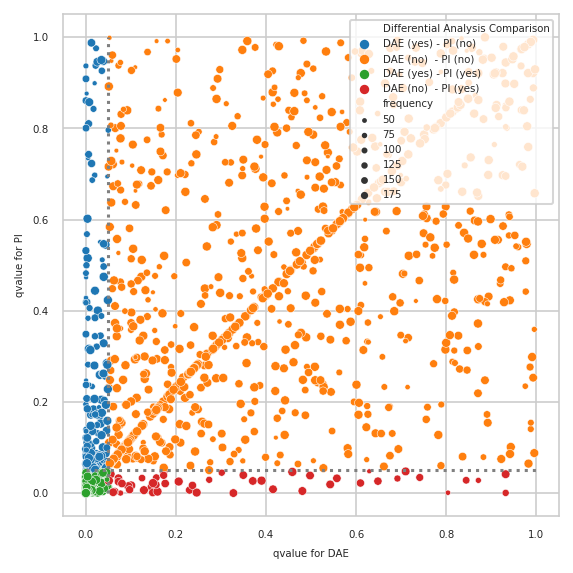 Differential Analysis Comparison
DAE (yes) - PI (no)
DAE (no)  - PI (no)
DAE (yes) - PI (yes)
DAE (no)  - PI (yes)
frequency
50
75
100
125
150
175
1.0
0.8
0.6
0.4
0.2
0.0
qvalue for PI
0.0
0.2
0.4
0.6
0.8
1.0
qvalue for DAE